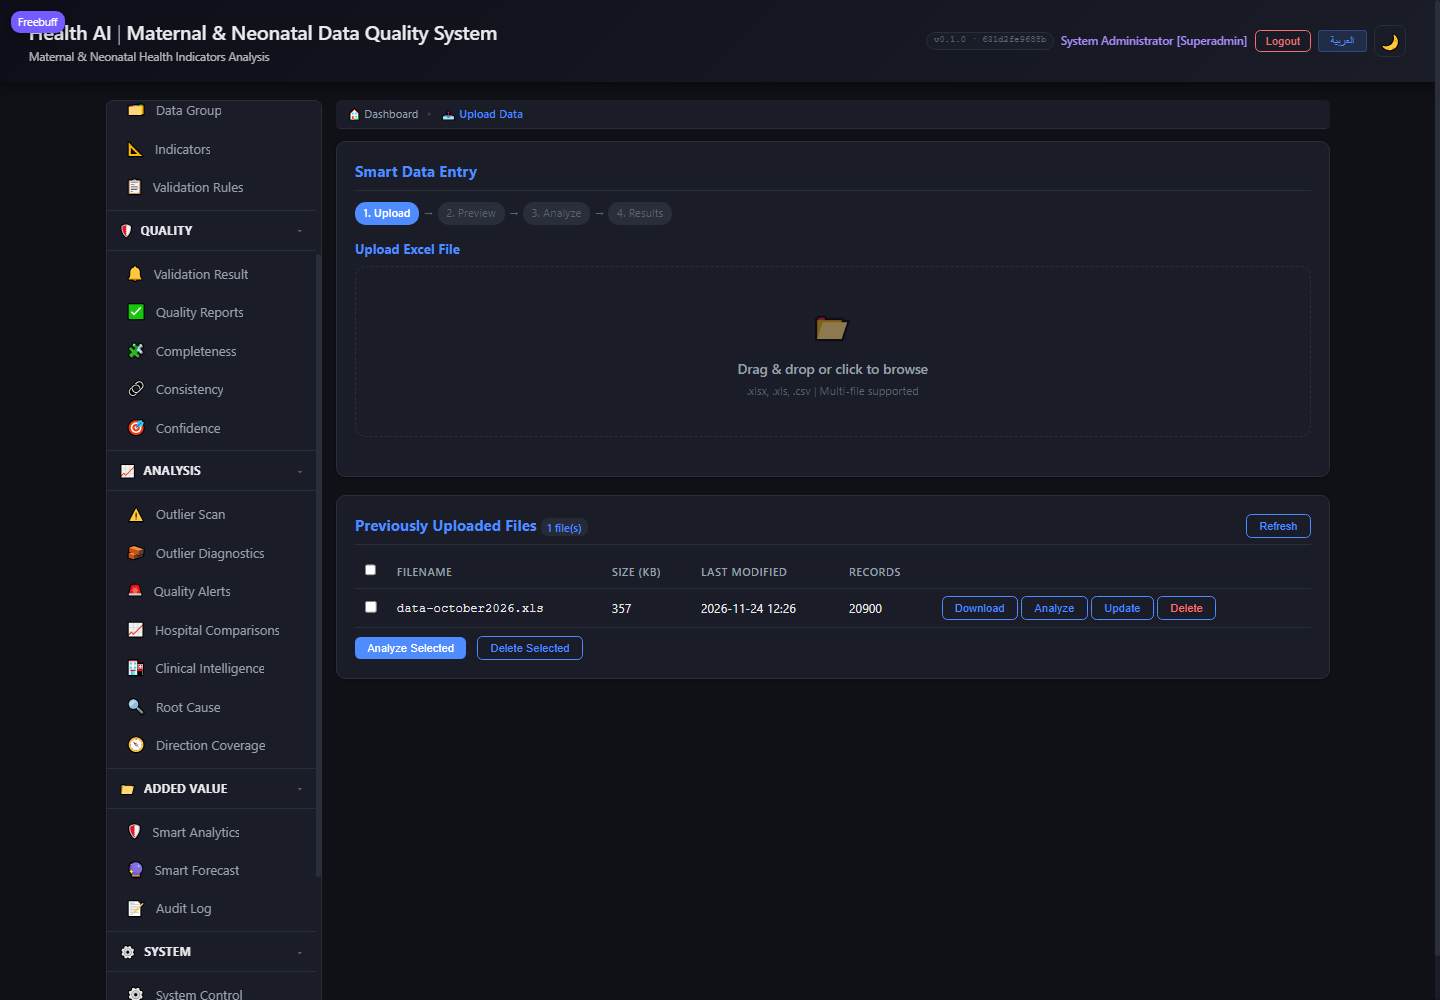 Freebuff
Health AI | Maternal & Neonatal Data Quality System
Maternal & Neonatal Health Indicators Analysis
v0.1.0 · 631d2fe9688b
System Administrator [Superadmin]
Logout
العربية
Data Group
Indicators
Validation Rules
QUALITY
Validation Result
Quality Reports
Completeness
Consistency
Confidence
ANALYSIS
Outlier Scan
Outlier Diagnostics
Quality Alerts
Hospital Comparisons
Clinical Intelligence
Root Cause
Direction Coverage
ADDED VALUE
Smart Analytics
Smart Forecast
Audit Log
SYSTEM
System Control
Dashboard • Upload Data
Smart Data Entry
1. Upload → 2. Preview → 3. Analyze → 4. Results
Upload Excel File
Drag & drop or click to browse
.xlsx, .xls, .csv | Multi-file supported
Previously Uploaded Files 1 file(s)
Refresh
FILENAME SIZE (KB) LAST MODIFIED RECORDS
data-october2026.xls 357 2026-11-24 12:26 20900 Download Analyze Update Delete
Analyze Selected Delete Selected